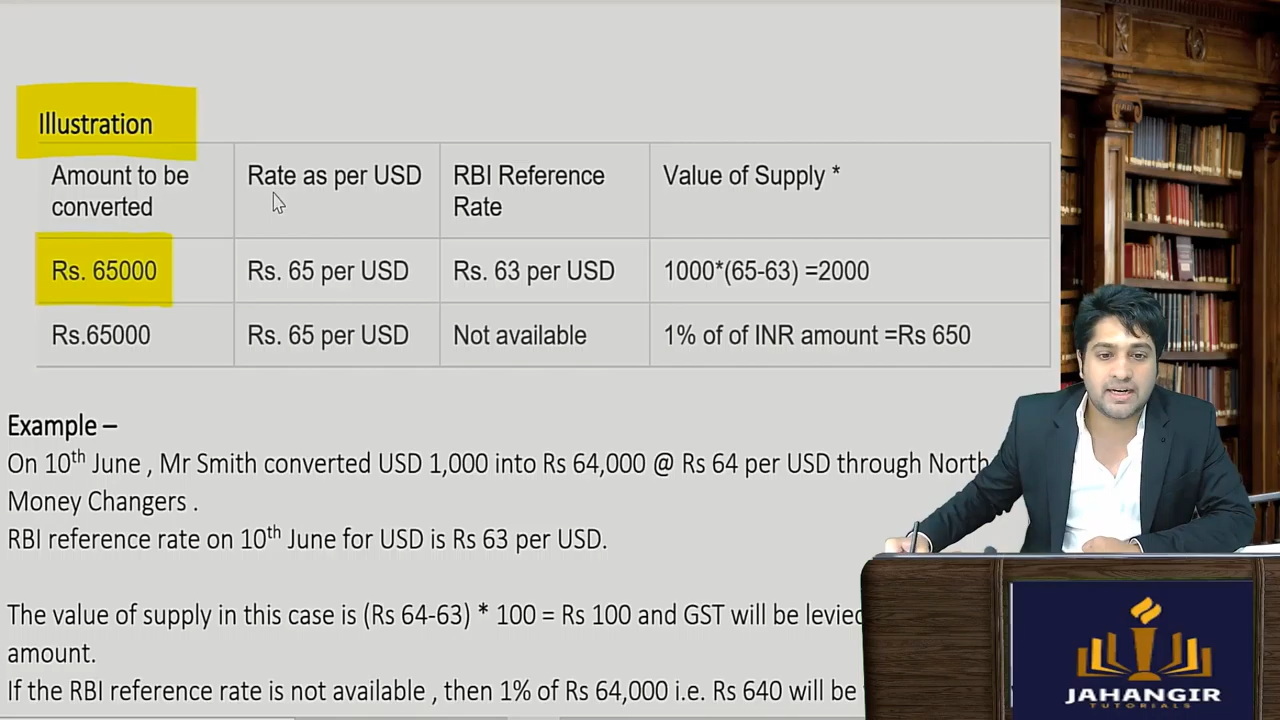 Illustration
Amount to be converted Rate as per USD RBI Reference Rate Value of Supply *
Rs. 65000 Rs. 65 per USD Rs. 63 per USD 1000*(65-63) =2000
Rs.65000 Rs. 65 per USD Not available 1% of of INR amount =Rs 650
Example –
On 10th June , Mr Smith converted USD 1,000 into Rs 64,000 @ Rs 64 per USD through North
Money Changers .
RBI reference rate on 10th June for USD is Rs 63 per USD.
The value of supply in this case is (Rs 64-63) * 100 = Rs 100 and GST will be levied
amount.
If the RBI reference rate is not available , then 1% of Rs 64,000 i.e. Rs 640 will be
JAHANGIR
TUTORIALS